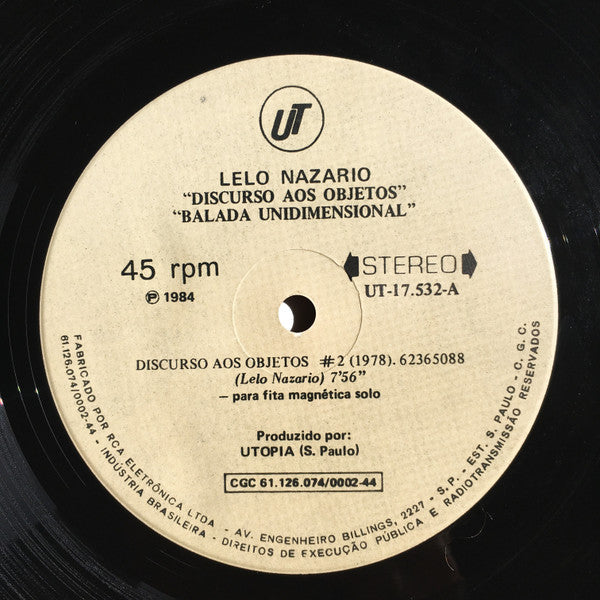 UT
LELO NAZARIO
“DISCURSO AOS OBJETOS”
“BALADA UNIDIMENSIONAL”
45 rpm
℗ 1984
STEREO
UT-17.532-A
DISCURSO AOS OBJETOS #2 (1978). 62365088
(Lelo Nazario) 7'56”
– para fita magnética solo
Produzido por:
UTOPIA (S. Paulo)
CGC 61.126.074/0002-44
FABRICADO POR RCA ELETRÔNICA LTDA - AV. ENGENHEIRO BILLINGS, 2227 - S.P. - EST. S. PAULO - C. G. C.
61.126.074/0002-44 - INDÚSTRIA BRASILEIRA - DIREITOS DE EXECUÇÃO PÚBLICA E RADIOTRANSMISSÃO RESERVADOS